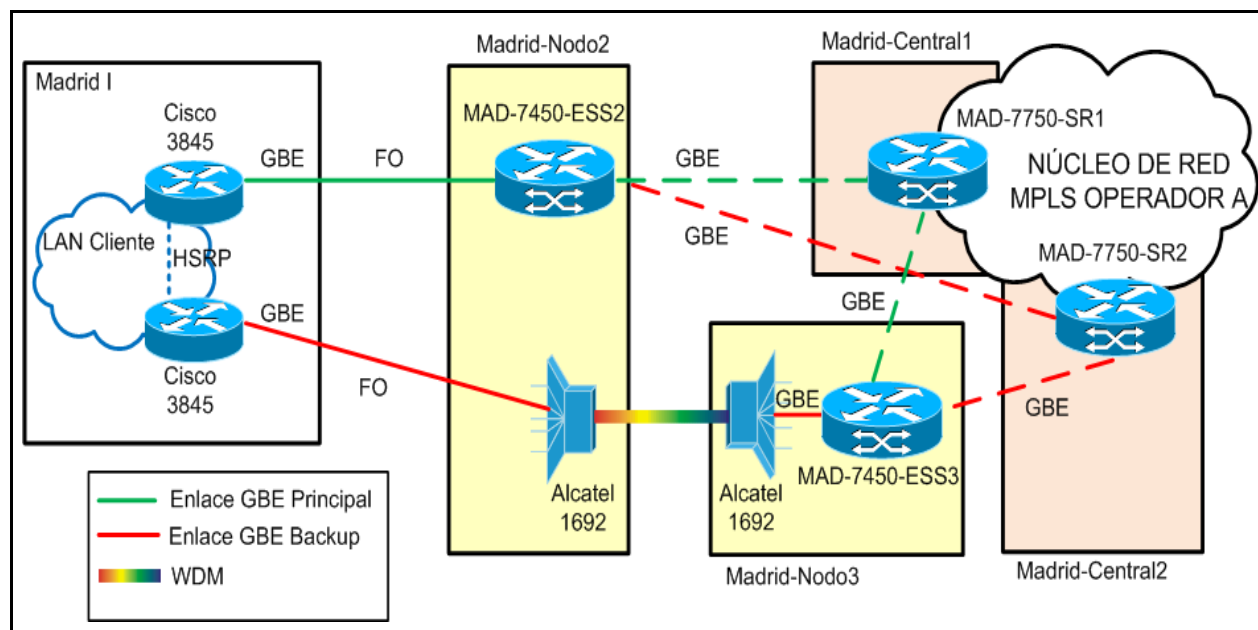 Madrid-Nodo2
Madrid-Central1
Madrid I
Cisco
3845
MAD-7450-ESS2
MAD-7750-SR1
GBE
FO
GBE
NÚCLEO DE RED
MPLS OPERADOR A
LAN Cliente
HSRP
GBE
MAD-7750-SR2
GBE
GBE
FO
Cisco
3845
GBE
GBE
MAD-7450-ESS3
Alcatel
1692
Alcatel
1692
Enlace GBE Principal
Enlace GBE Backup
WDM
Madrid-Nodo3
Madrid-Central2